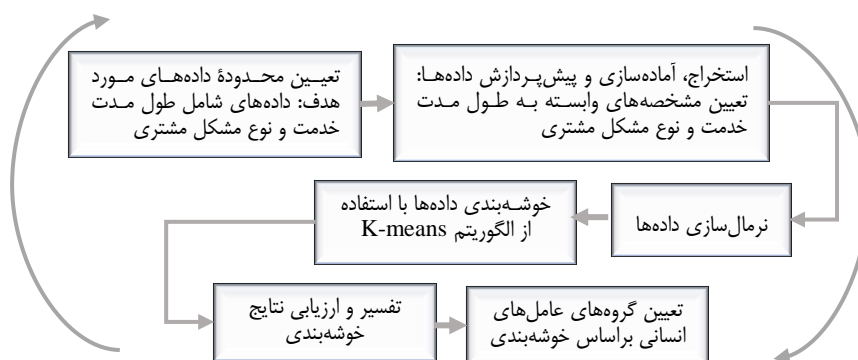 تعیین محدودۀ داده‌های مورد
هدف: داده‌های شامل طول مدت
خدمت و نوع مشکل مشتری
استخراج، آماده‌سازی و پیش‌پردازش داده‌ها:
تعیین مشخصه‌های وابسته به طول مدت
خدمت و نوع مشکل مشتری
نرمال‌سازی داده‌ها
خوشه‌بندی داده‌ها با استفاده
از الگوریتم K-means
تفسیر و ارزیابی نتایج
خوشه‌بندی
تعیین گروه‌های عامل‌های
انسانی براساس خوشه‌بندی